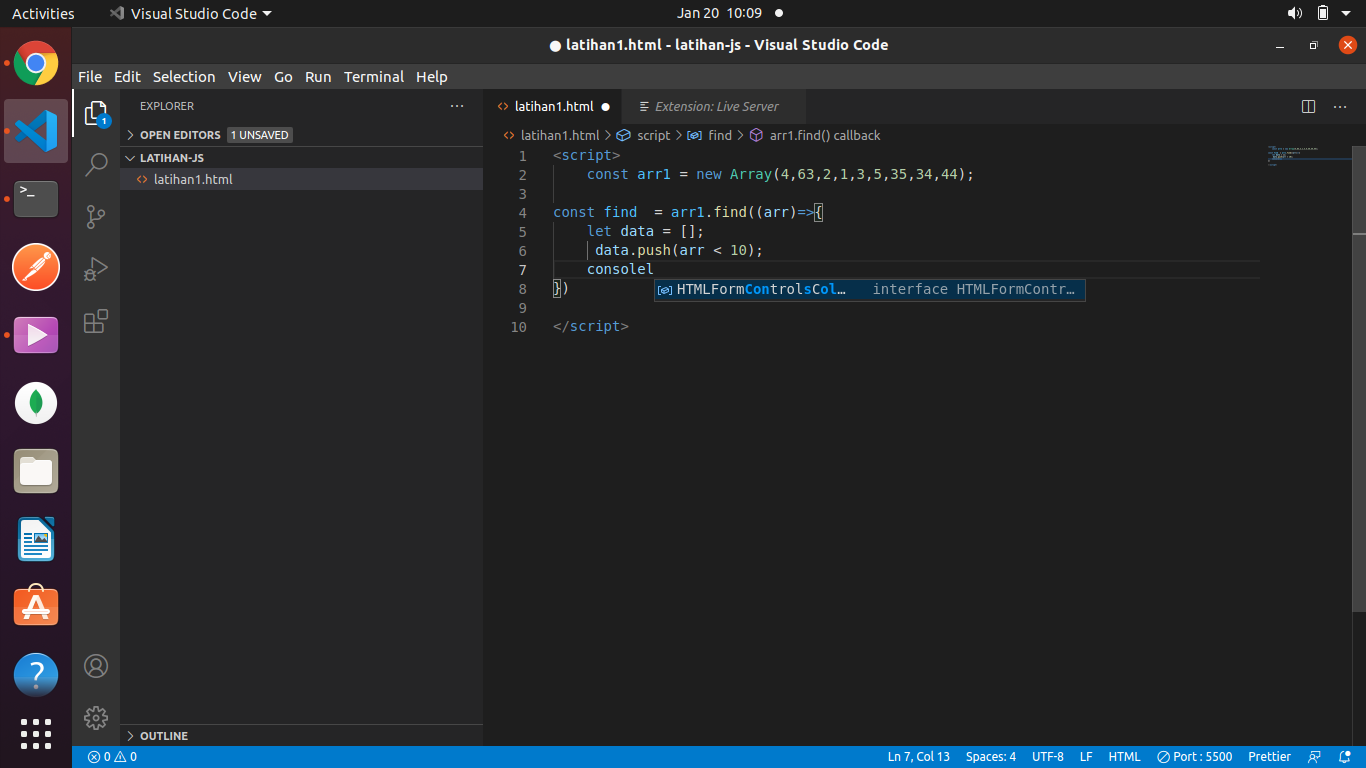 Activities
Visual Studio Code
Jan 20 10:09
● latihan1.html - latihan-js - Visual Studio Code
File Edit Selection View Go Run Terminal Help
EXPLORER
OPEN EDITORS 1 UNSAVED
LATIHAN-JS
latihan1.html
OUTLINE
latihan1.html ●
Extension: Live Server
latihan1.html > script > find > arr1.find() callback
1 <script>
2 const arr1 = new Array(4,63,2,1,3,5,35,34,44);
3
4 const find  = arr1.find((arr)=>{
5 let data = [];
6 data.push(arr < 10);
7 consolel
HTMLFormControlsCol… interface HTMLFormContr…
8 })
9
10 </script>
1
>_
?
0 0
Ln 7, Col 13 Spaces: 4 UTF-8 LF HTML Port : 5500 Prettier